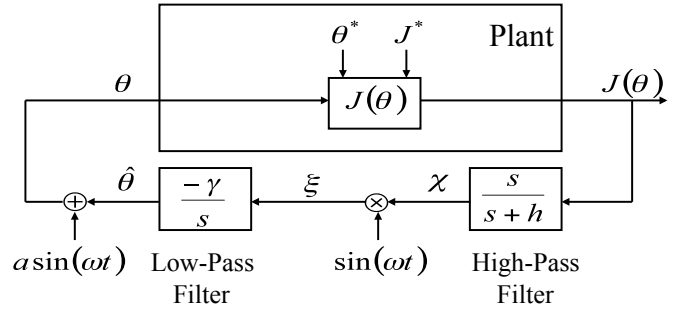 θ* J* Plant
θ J(θ) J(θ)
θ̂ -γ/s ξ χ s/(s + h)
+ ×
a sin(ωt) Low-Pass sin(ωt) High-Pass
Filter Filter